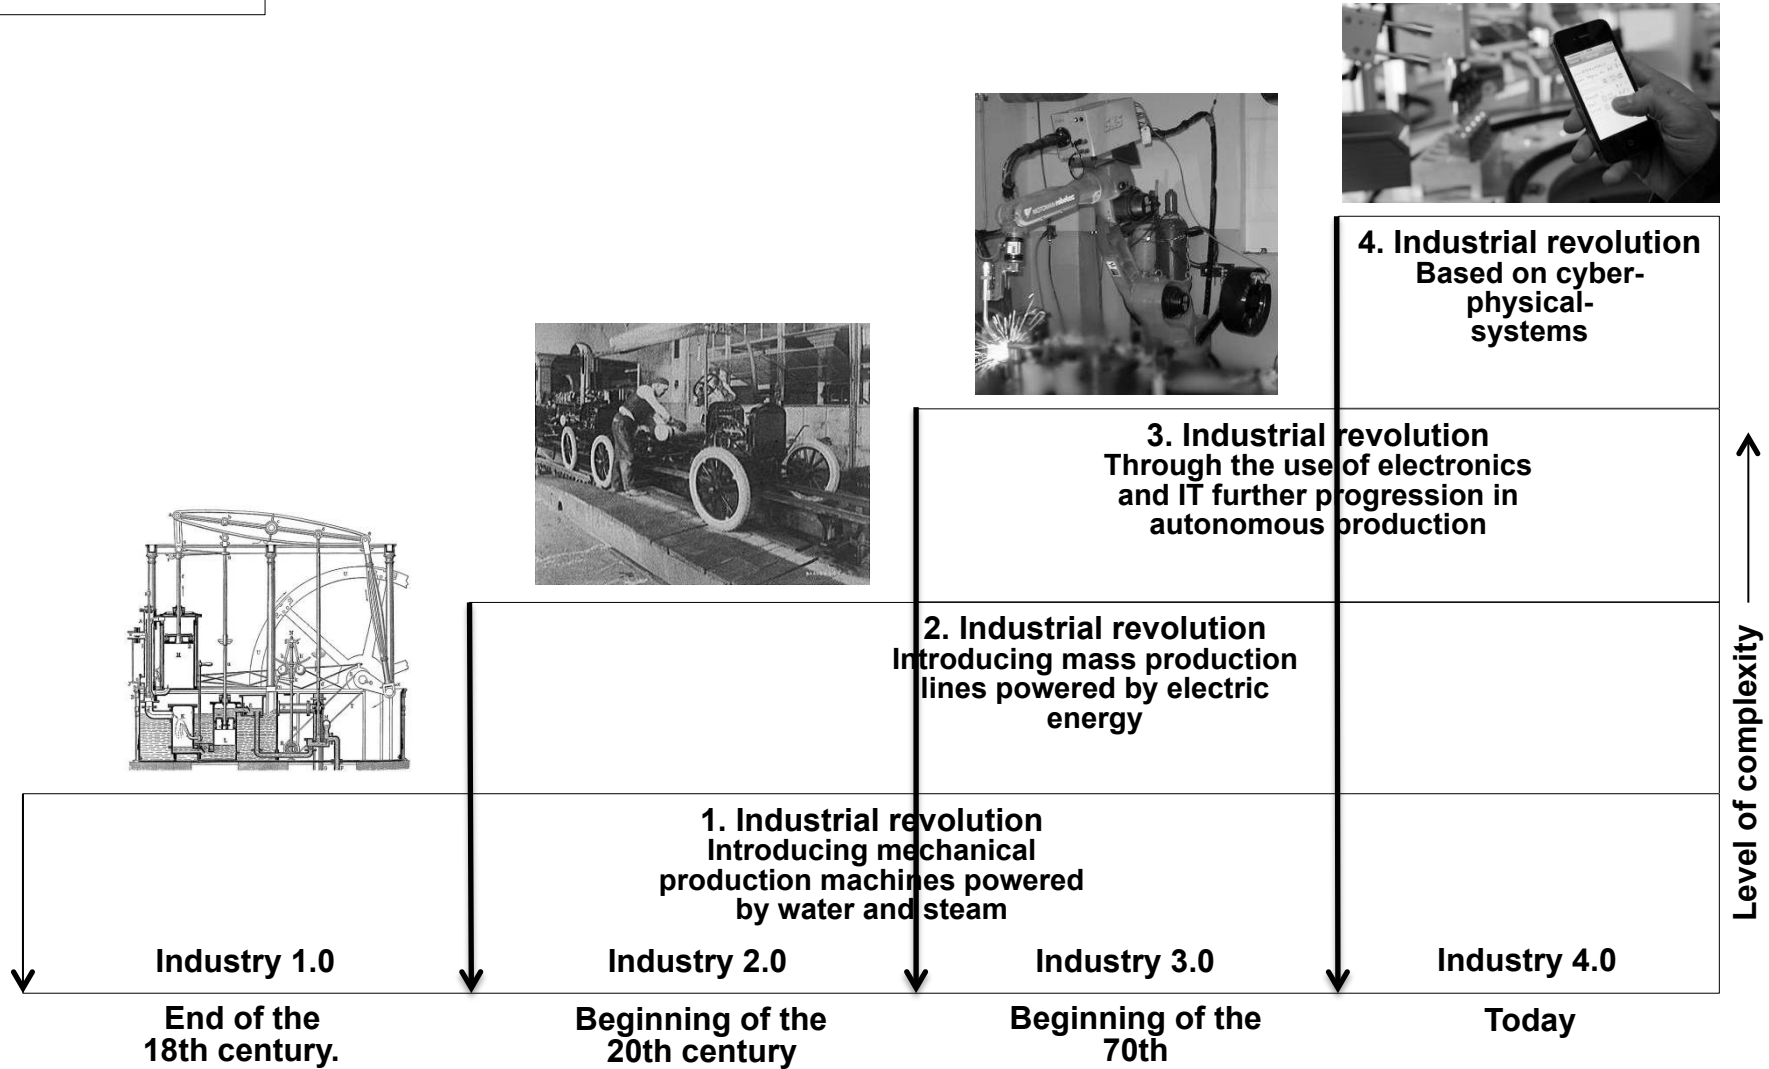 4. Industrial revolution
Based on cyber-
physical-
systems
3. Industrial revolution
Through the use of electronics
and IT further progression in
autonomous production
2. Industrial revolution
Introducing mass production
lines powered by electric
energy
1. Industrial revolution
Introducing mechanical
production machines powered
by water and steam
Level of complexity
Industry 1.0
Industry 2.0
Industry 3.0
Industry 4.0
End of the
18th century.
Beginning of the
20th century
Beginning of the
70th
Today